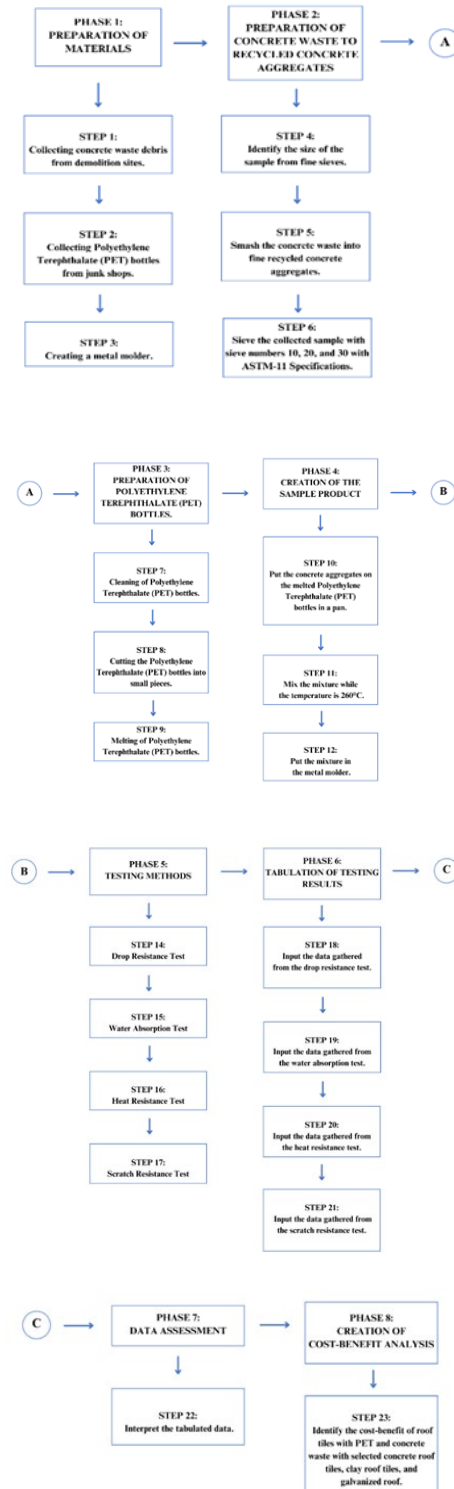 PHASE 1:
PREPARATION OF
MATERIALS
PHASE 2:
PREPARATION OF
CONCRETE WASTE TO
RECYCLED CONCRETE
AGGREGATES
A
STEP 1:
Collecting concrete waste debris
from demolition sites.
STEP 2:
Collecting Polyethylene
Terephthalate (PET) bottles
from junk shops.
STEP 3:
Creating a metal molder.
STEP 4:
Identify the size of the
sample from fine sieves.
STEP 5:
Smash the concrete waste into
fine recycled concrete
aggregates.
STEP 6:
Sieve the collected sample with
sieve numbers 10, 20, and 30 with
ASTM-11 Specifications.
A
PHASE 3:
PREPARATION OF
POLYETHYLENE
TEREPHTHALATE (PET)
BOTTLES.
PHASE 4:
CREATION OF THE
SAMPLE PRODUCT
B
STEP 7:
Cleaning of Polyethylene
Terephthalate (PET) bottles.
STEP 8:
Cutting the Polyethylene
Terephthalate (PET) bottles into
small pieces.
STEP 9:
Melting of Polyethylene
Terephthalate (PET) bottles.
STEP 10:
Put the concrete aggregates on
the melted Polyethylene
Terephthalate (PET)
bottles in a pan.
STEP 11:
Mix the mixture while
the temperature is 260°C.
STEP 12:
Put the mixture in
the metal molder.
B
PHASE 5:
TESTING METHODS
PHASE 6:
TABULATION OF TESTING
RESULTS
C
STEP 14:
Drop Resistance Test
STEP 15:
Water Absorption Test
STEP 16:
Heat Resistance Test
STEP 17:
Scratch Resistance Test
STEP 18:
Input the data gathered
from the drop resistance test.
STEP 19:
Input the data gathered from
the water absorption test.
STEP 20:
Input the data gathered from
the heat resistance test.
STEP 21:
Input the data gathered from
the scratch resistance test.
C
PHASE 7:
DATA ASSESSMENT
PHASE 8:
CREATION OF
COST-BENEFIT ANALYSIS
STEP 22:
Interpret the tabulated data.
STEP 23:
Identify the cost-benefit of roof
tiles with PET and concrete
waste with selected concrete roof
tiles, clay roof tiles, and
galvanized roof.